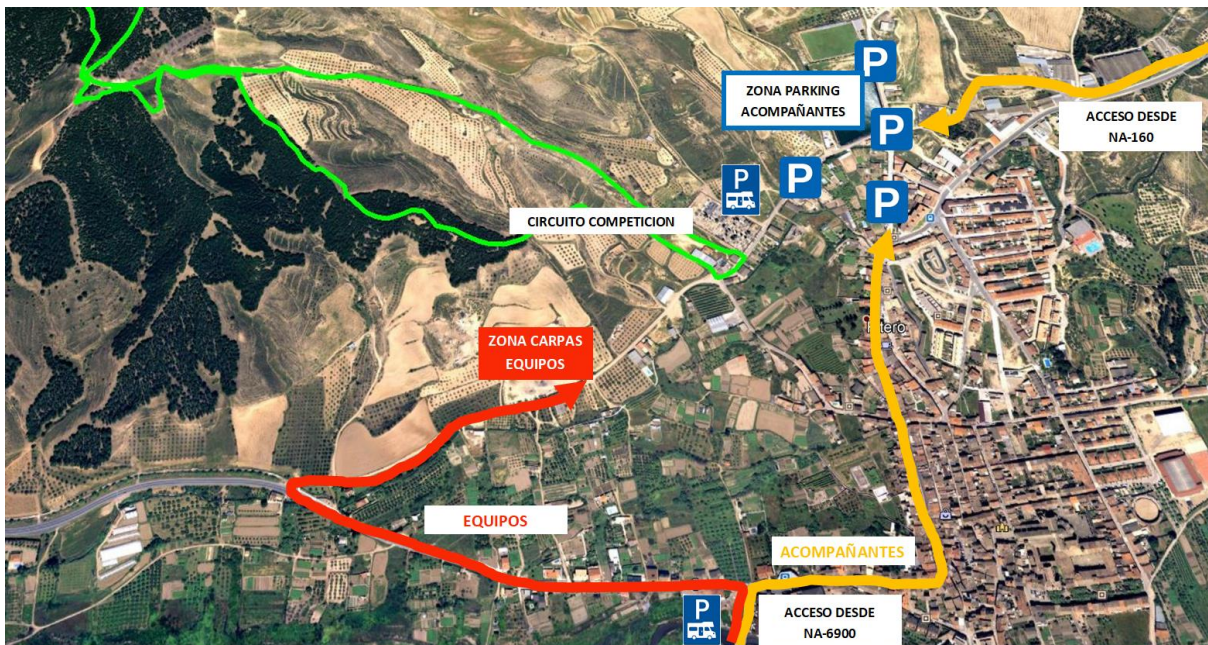 P
ZONA PARKING
ACOMPAÑANTES
ACCESO DESDE
NA-160
P
P
P
P
CIRCUITO COMPETICION
ZONA CARPAS
EQUIPOS
EQUIPOS
ACOMPAÑANTES
P
ACCESO DESDE
NA-6900